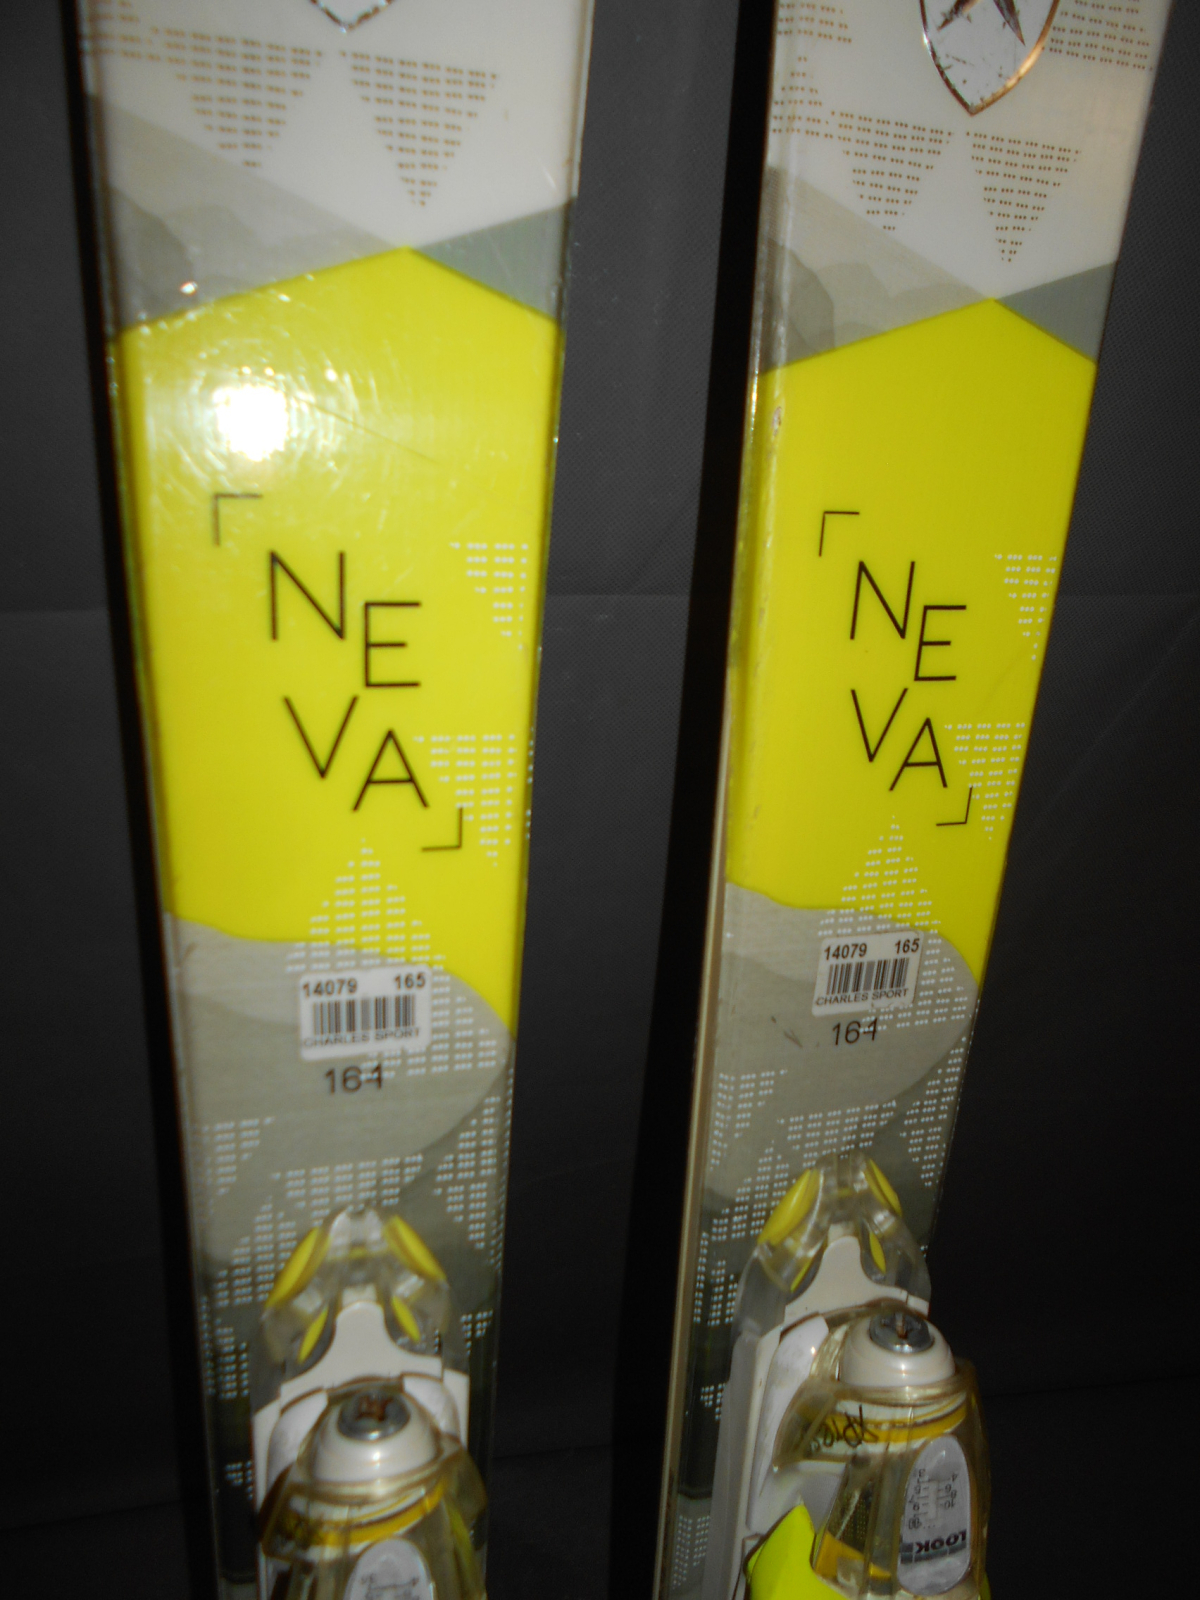 NE
VA
14079 165
CHARLES SPORT
164
NE
VA
14079 165
CHARLES SPORT
164
LOOK